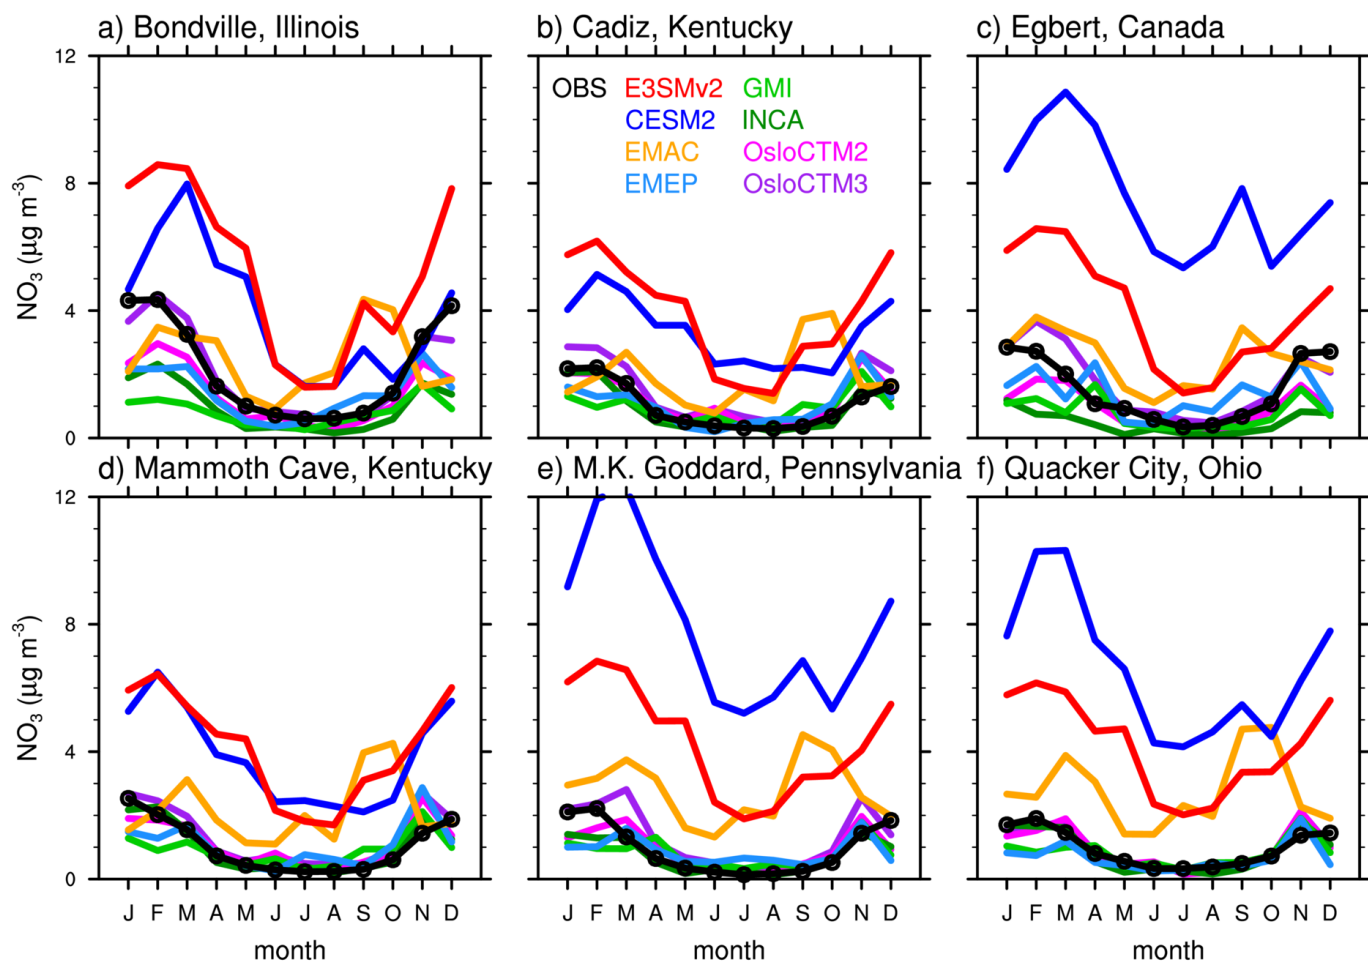 a) Bondville, Illinois
b) Cadiz, Kentucky
c) Egbert, Canada
12
8
4
0
NO3 (µg m-3)
OBS E3SMv2 GMI
CESM2 INCA
EMAC OsloCTM2
EMEP OsloCTM3
d) Mammoth Cave, Kentucky
e) M.K. Goddard, Pennsylvania
f) Quacker City, Ohio
12
8
4
0
NO3 (µg m-3)
J F M A M J J A S O N D
J F M A M J J A S O N D
J F M A M J J A S O N D
month
month
month